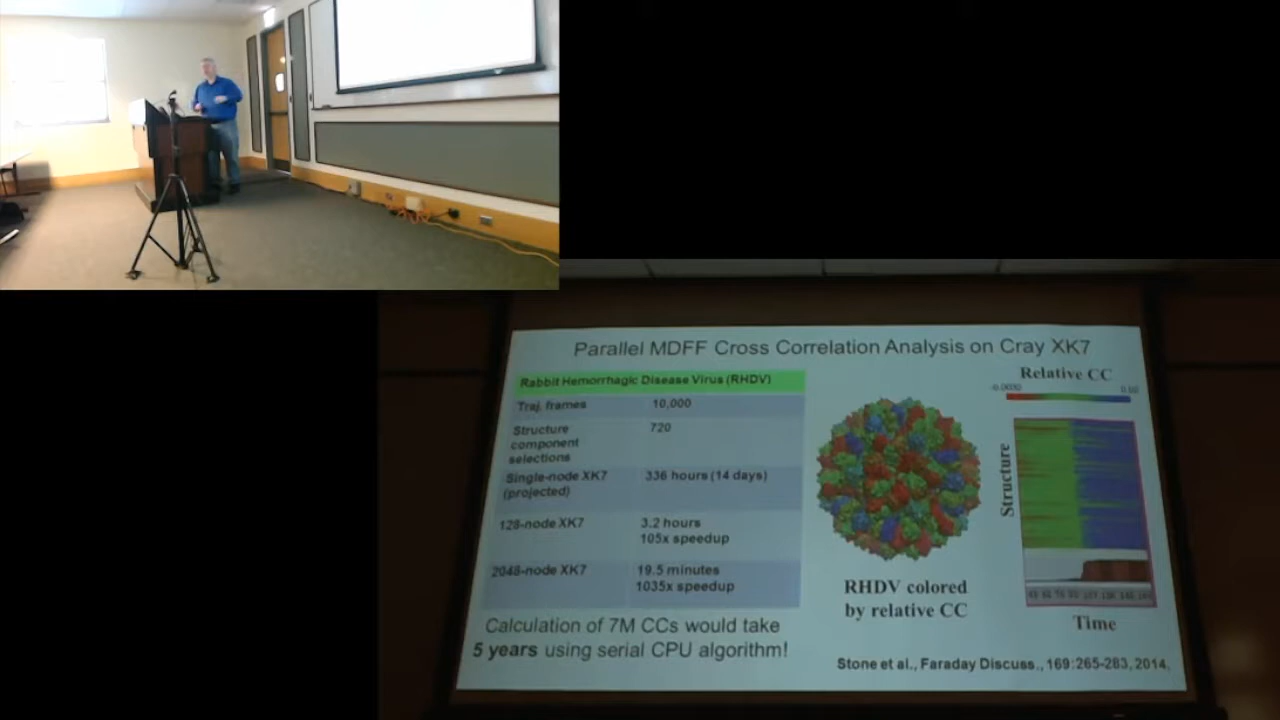 Parallel MDFF Cross Correlation Analysis on Cray XK7
Rabbit Hemorrhagic Disease Virus (RHDV)
Traj. frames 10,000
Structure 720
component
selections
Single-node XK7 336 hours (14 days)
(projected)
128-node XK7 3.2 hours
105x speedup
2048-node XK7 19.5 minutes
1035x speedup
Calculation of 7M CCs would take
5 years using serial CPU algorithm!
RHDV colored
by relative CC
Relative CC
Structure
Time
Stone et al., Faraday Discuss., 169:265-283, 2014.